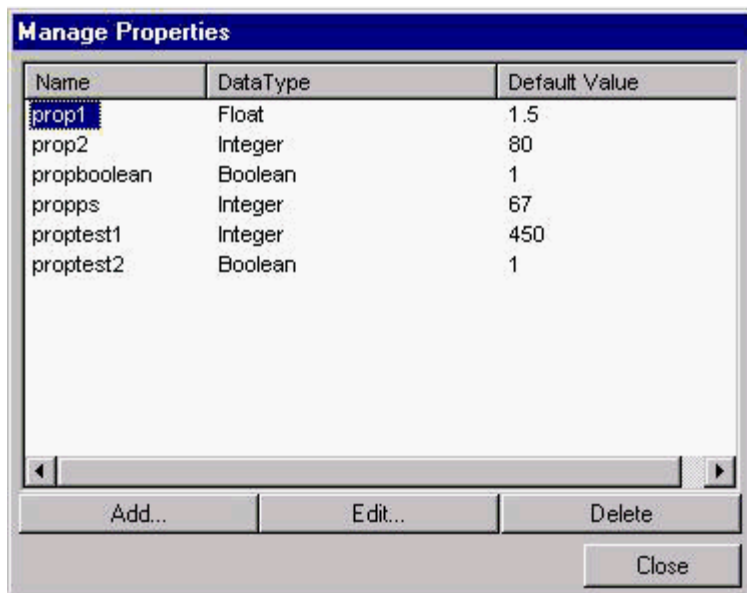 Manage Properties
Name DataType Default Value
prop1 Float 1.5
prop2 Integer 80
propboolean Boolean 1
propps Integer 67
proptest1 Integer 450
proptest2 Boolean 1
Add... Edit... Delete
Close